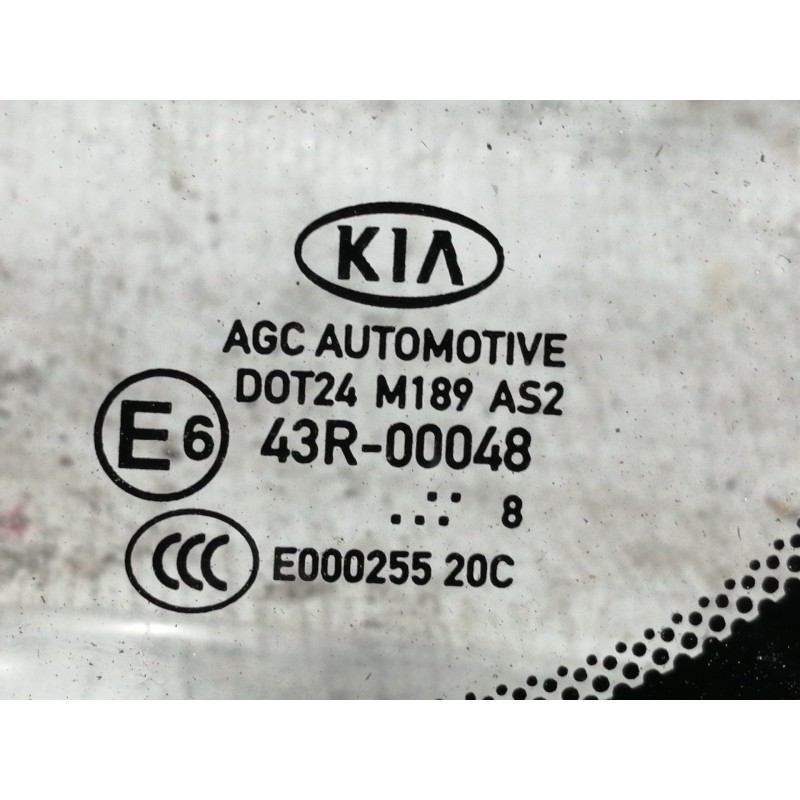 KIA
AGC AUTOMOTIVE
DOT24 M189 AS2
E6 43R-00048
8
CCC E000255 20C